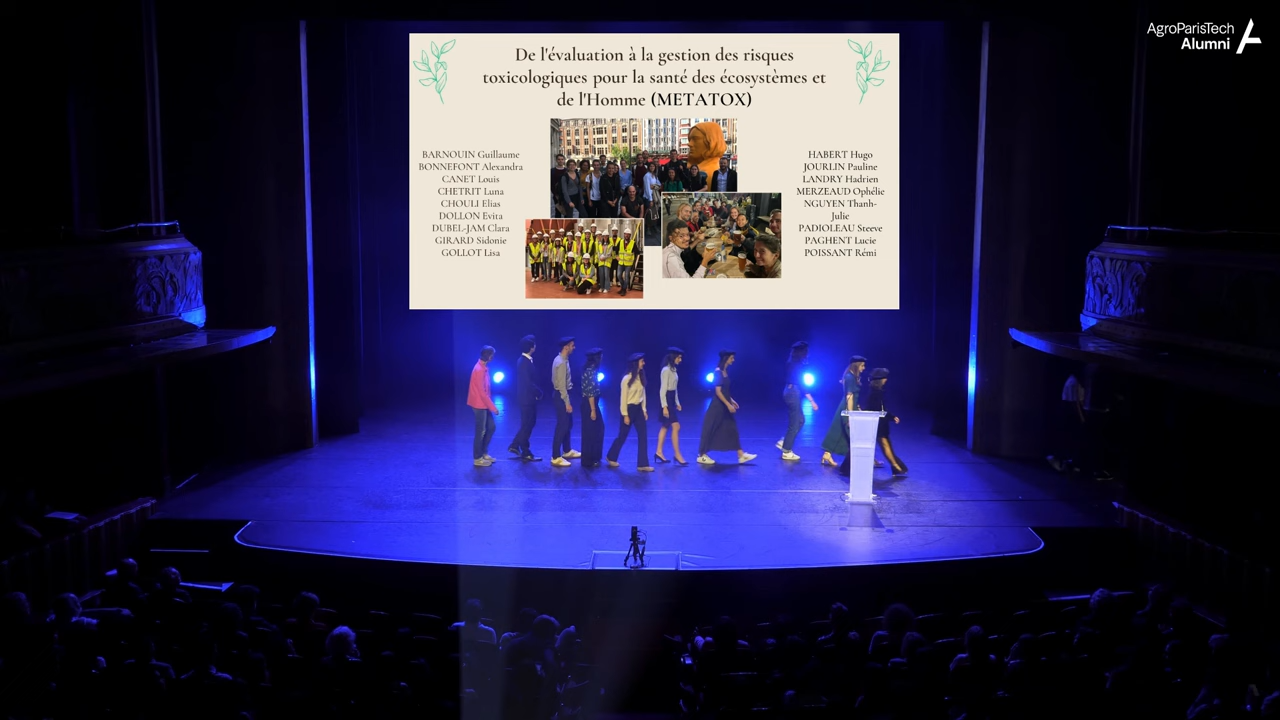 AgroParisTech
Alumni
De l'évaluation à la gestion des risques
toxicologiques pour la santé des écosystèmes et
de l'Homme (METATOX)
BARNOUIN Guillaume
BONNEFONT Alexandra
CANET Louis
CHETRIT Luna
CHOULI Elias
DOLLON Evita
DUBEL-JAM Clara
GIRARD Sidonie
GOLLOT Lisa
HABERT Hugo
JOURLIN Pauline
LANDRY Hadrien
MERZEAUD Ophélie
NGUYEN Thanh-
Julie
PADIOLEAU Steeve
PAGHENT Lucie
POISSANT Rémi